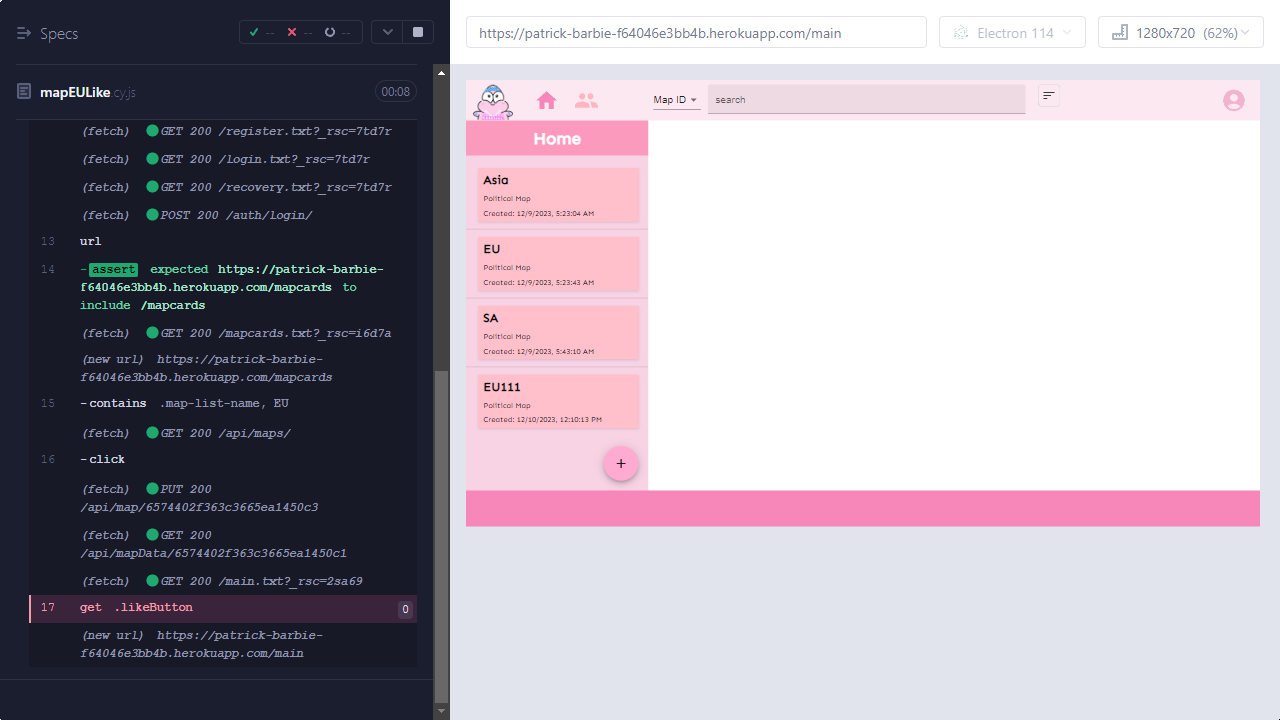 Specs
--
--
--
https://patrick-barbie-f64046e3bb4b.herokuapp.com/main
Electron 114
1280x720 (62%)
mapEULike.cy.js
00:08
(fetch) GET 200 /register.txt?_rsc=7td7r
(fetch) GET 200 /login.txt?_rsc=7td7r
(fetch) GET 200 /recovery.txt?_rsc=7td7r
(fetch) POST 200 /auth/login/
13 url
14 -assert expected https://patrick-barbie-
f64046e3bb4b.herokuapp.com/mapcards to
include /mapcards
(fetch) GET 200 /mapcards.txt?_rsc=i6d7a
(new url) https://patrick-barbie-
f64046e3bb4b.herokuapp.com/mapcards
15 -contains .map-list-name, EU
(fetch) GET 200 /api/maps/
16 -click
(fetch) PUT 200
/api/map/6574402f363c3665ea1450c3
(fetch) GET 200
/api/mapData/6574402f363c3665ea1450c1
(fetch) GET 200 /main.txt?_rsc=2sa69
17 get .likeButton 0
(new url) https://patrick-barbie-
f64046e3bb4b.herokuapp.com/main
Map ID
search
Home
Asia
Political Map
Created: 12/9/2023, 5:23:04 AM
EU
Political Map
Created: 12/9/2023, 5:23:43 AM
SA
Political Map
Created: 12/9/2023, 5:43:10 AM
EU111
Political Map
Created: 12/10/2023, 12:10:13 PM
+